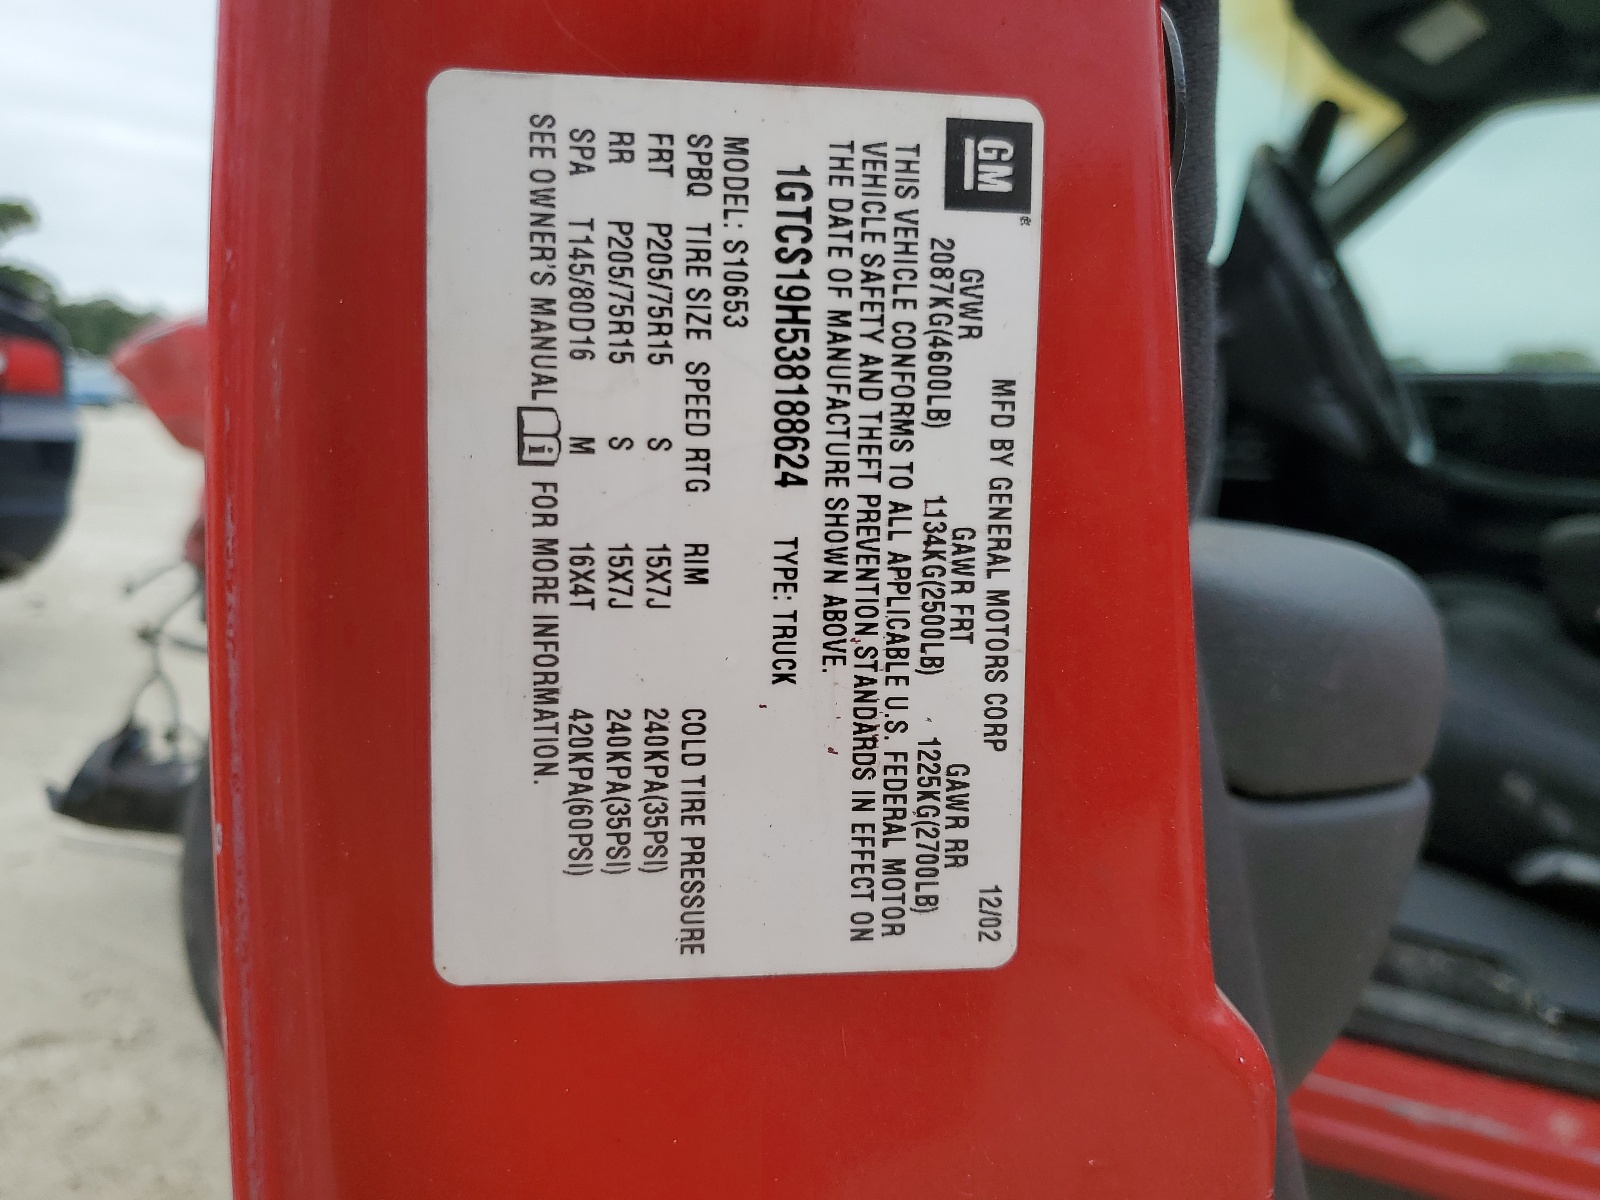 GM
MFD BY GENERAL MOTORS CORP 12/02
GVWR GAWR FRT GAWR RR
2087KG(4600LB) 1134KG(2500LB) 1225KG(2700LB)
THIS VEHICLE CONFORMS TO ALL APPLICABLE U.S. FEDERAL MOTOR
VEHICLE SAFETY AND THEFT PREVENTION STANDARDS IN EFFECT ON
THE DATE OF MANUFACTURE SHOWN ABOVE.
1GTCS19H538188624 TYPE: TRUCK
MODEL: S10653
SPBQ TIRE SIZE SPEED RTG RIM COLD TIRE PRESSURE
FRT P205/75R15 S 15X7J 240KPA(35PSI)
RR P205/75R15 S 15X7J 240KPA(35PSI)
SPA T145/80D16 M 16X4T 420KPA(60PSI)
SEE OWNER'S MANUAL i FOR MORE INFORMATION.